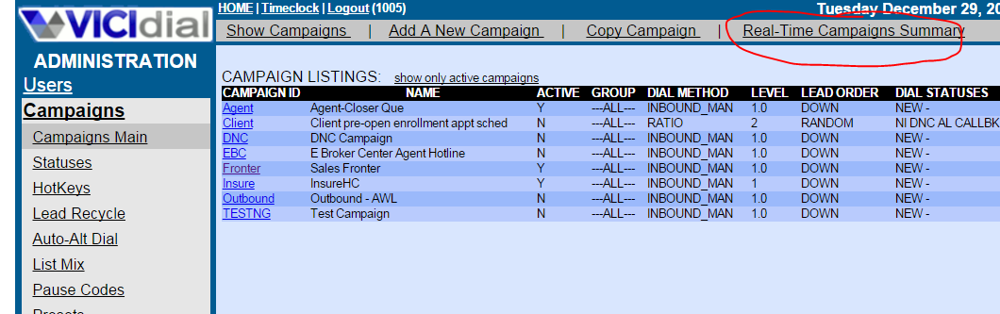 VICIdial
HOME | Timeclock | Logout (1005) Tuesday December 29, 20
Show Campaigns | Add A New Campaign | Copy Campaign | Real-Time Campaigns Summary
ADMINISTRATION
Users
Campaigns
Campaigns Main
Statuses
HotKeys
Lead Recycle
Auto-Alt Dial
List Mix
Pause Codes
Presets
CAMPAIGN LISTINGS: show only active campaigns
CAMPAIGN ID NAME ACTIVE GROUP DIAL METHOD LEVEL LEAD ORDER DIAL STATUSES
Agent Agent-Closer Que Y ---ALL--- INBOUND_MAN 1.0 DOWN NEW -
Client Client pre-open enrollment appt sched N ---ALL--- RATIO 2 RANDOM NI DNC AL CALLBK
DNC DNC Campaign N ---ALL--- INBOUND_MAN 1.0 DOWN NEW -
EBC E Broker Center Agent Hotline N ---ALL--- INBOUND_MAN 1.0 DOWN NEW -
Fronter Sales Fronter Y ---ALL--- INBOUND_MAN 1.0 DOWN NEW -
Insure InsureHC Y ---ALL--- INBOUND_MAN 1 DOWN NEW -
Outbound Outbound - AWL N ---ALL--- INBOUND_MAN 1.0 DOWN NEW -
TESTNG Test Campaign N ---ALL--- INBOUND_MAN 1.0 DOWN NEW -